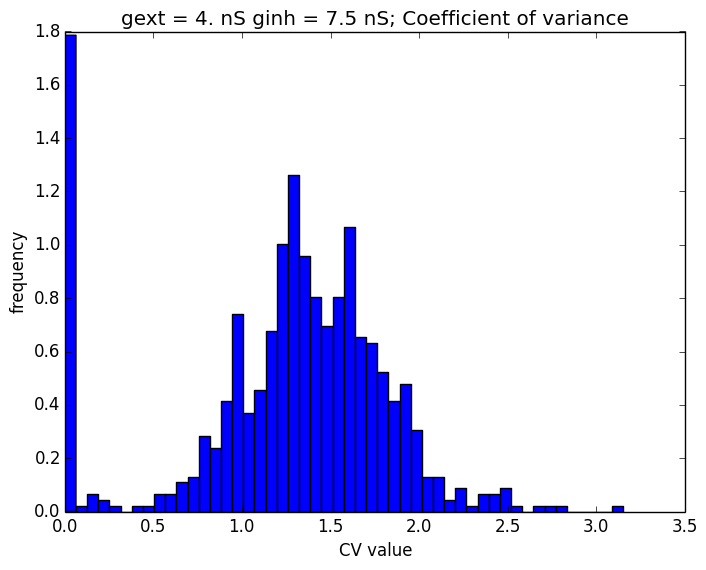 gext = 4. nS ginh = 7.5 nS; Coefficient of variance
1.8
1.6
1.4
1.2
1.0
0.8
0.6
0.4
0.2
0.0
frequency
0.0 0.5 1.0 1.5 2.0 2.5 3.0 3.5
CV value